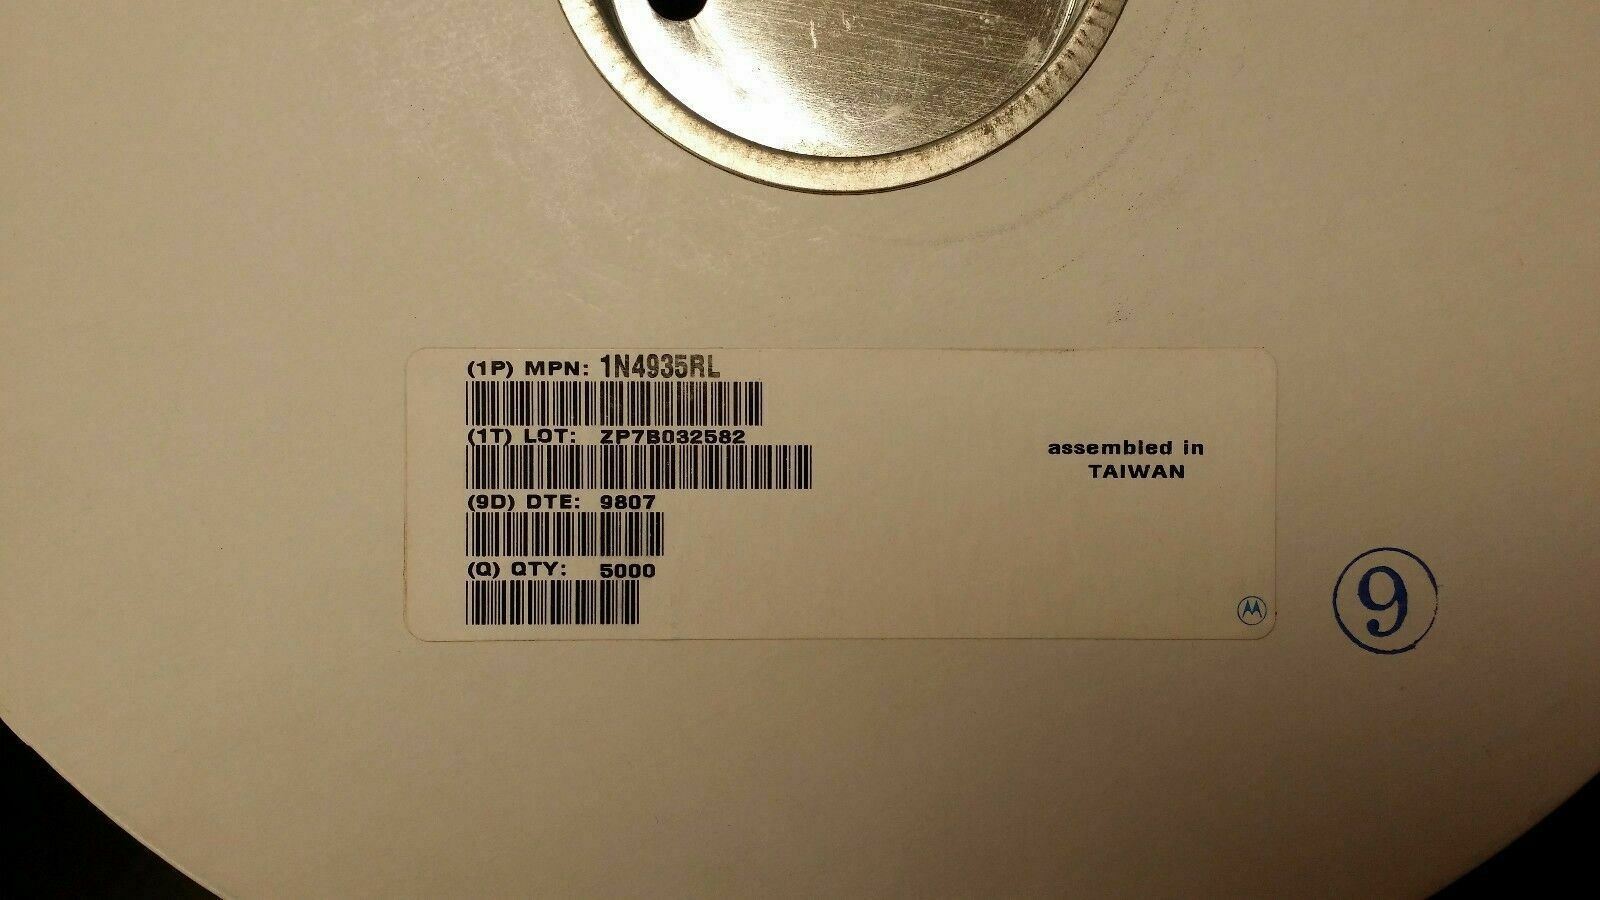 (1P) MPN: 1N4935RL
(1T) LOT: ZP7B032582
(9D) DTE: 9807
(Q) QTY: 5000
assembled in
TAIWAN
9